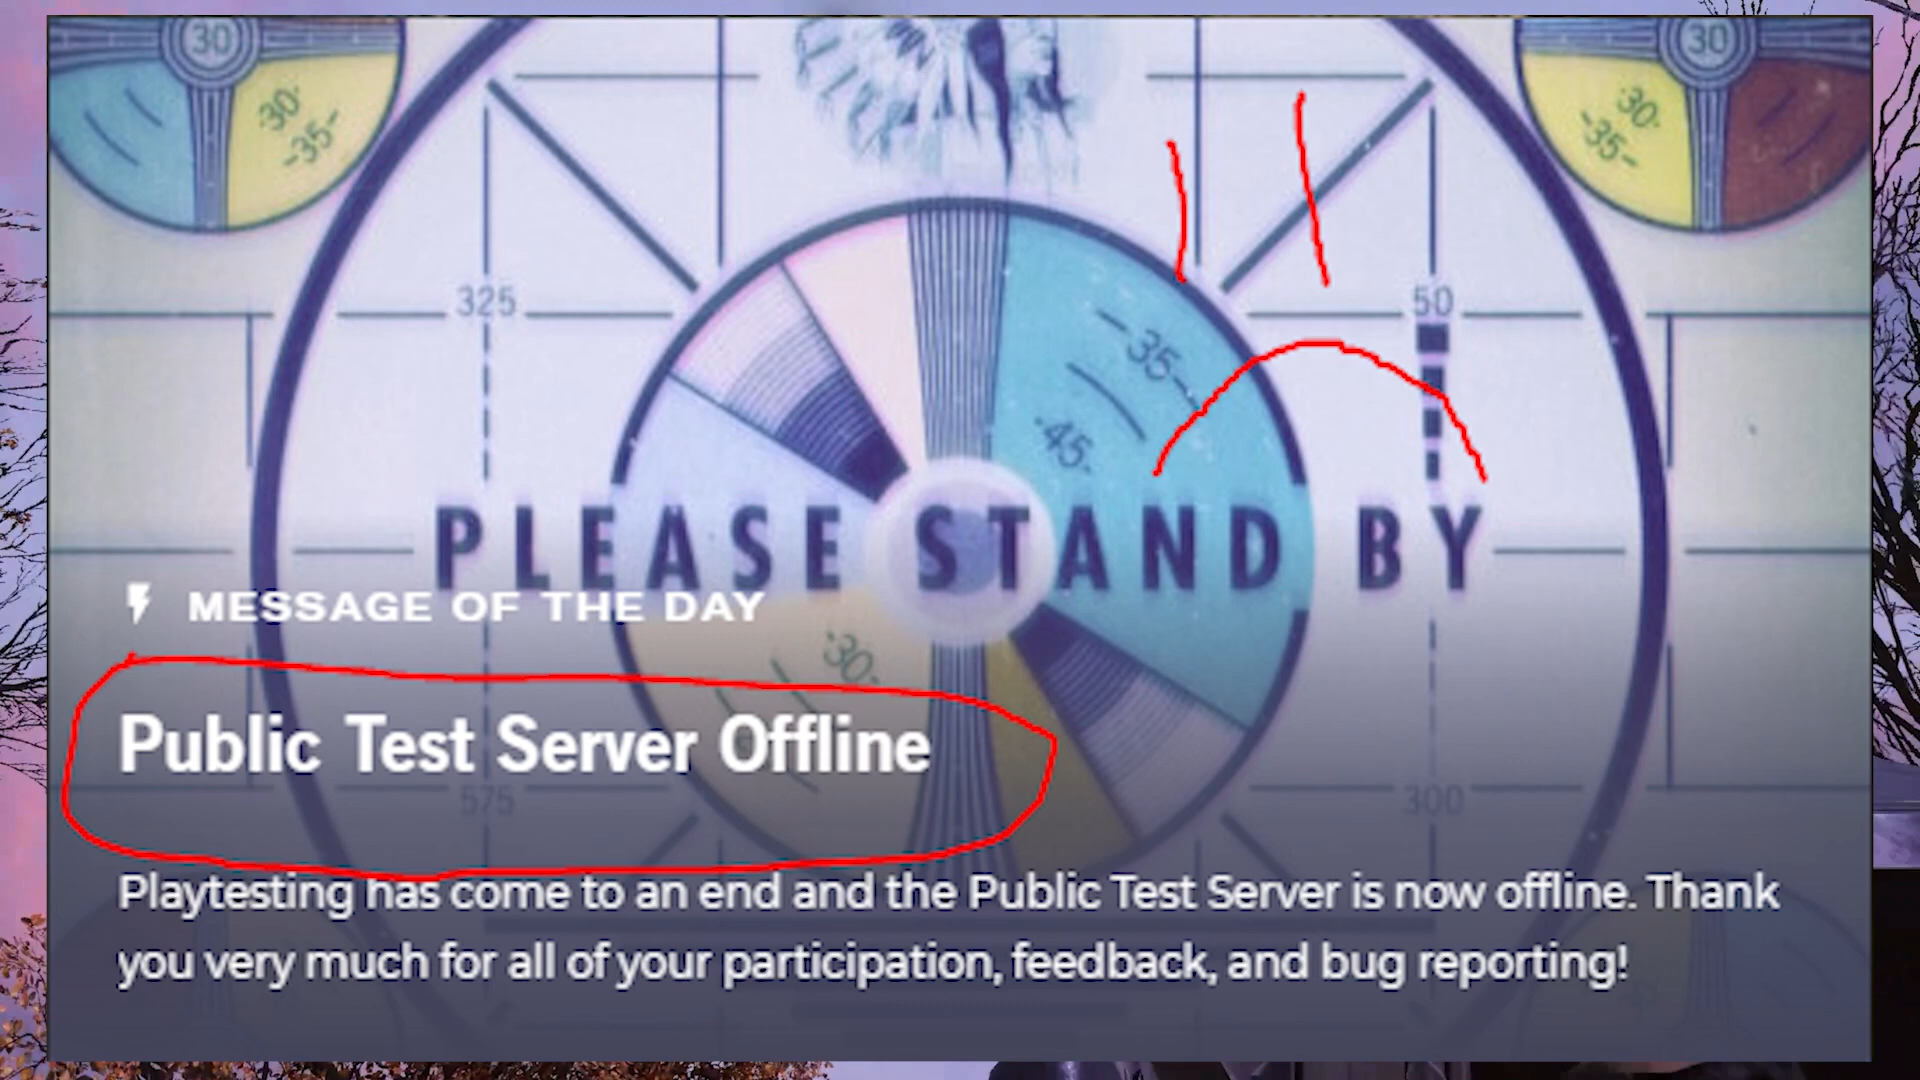 30
30
30
-35-
30
-35-
325
50
-35-
45
PLEASE STAND BY
MESSAGE OF THE DAY
30
Public Test Server Offline
575
300
Playtesting has come to an end and the Public Test Server is now offline. Thank
you very much for all of your participation, feedback, and bug reporting!